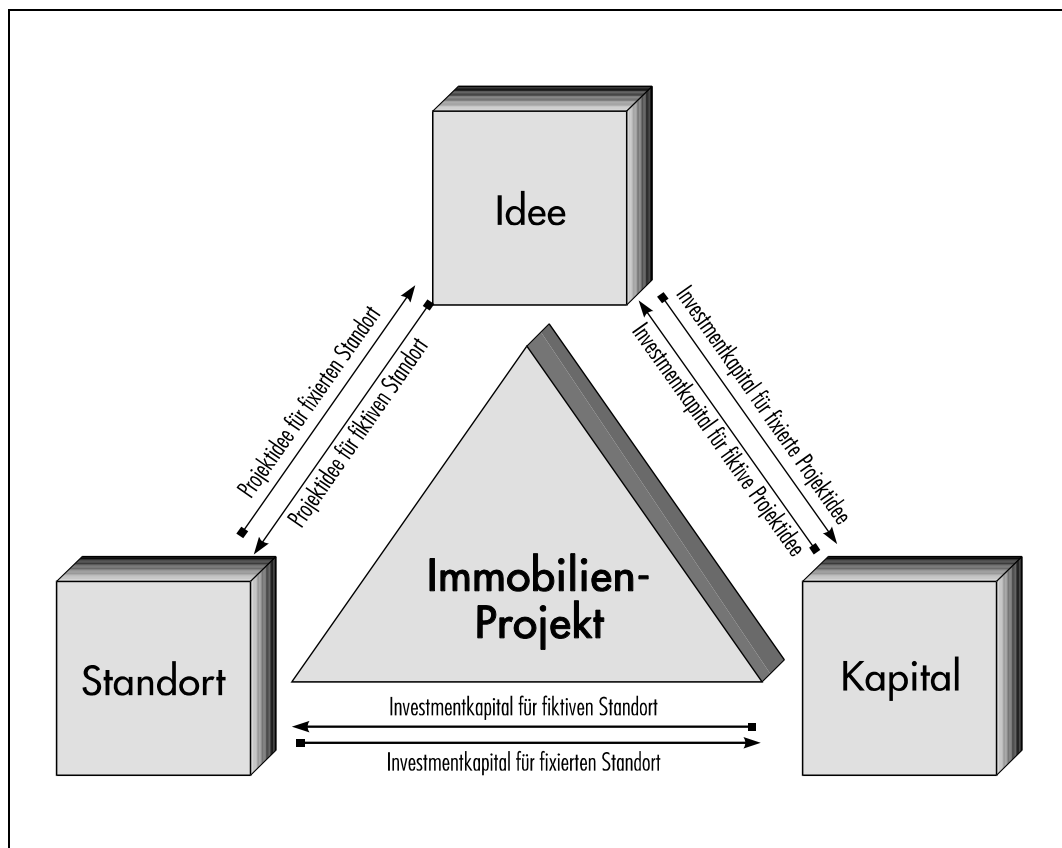 Idee
Projektidee für fixierten Standort
Projektidee für fiktiven Standort
Investmentkapital für fixierte Projektidee
Investmentkapital für fiktive Projektidee
Immobilien-
Projekt
Standort
Kapital
Investmentkapital für fiktiven Standort
Investmentkapital für fixierten Standort